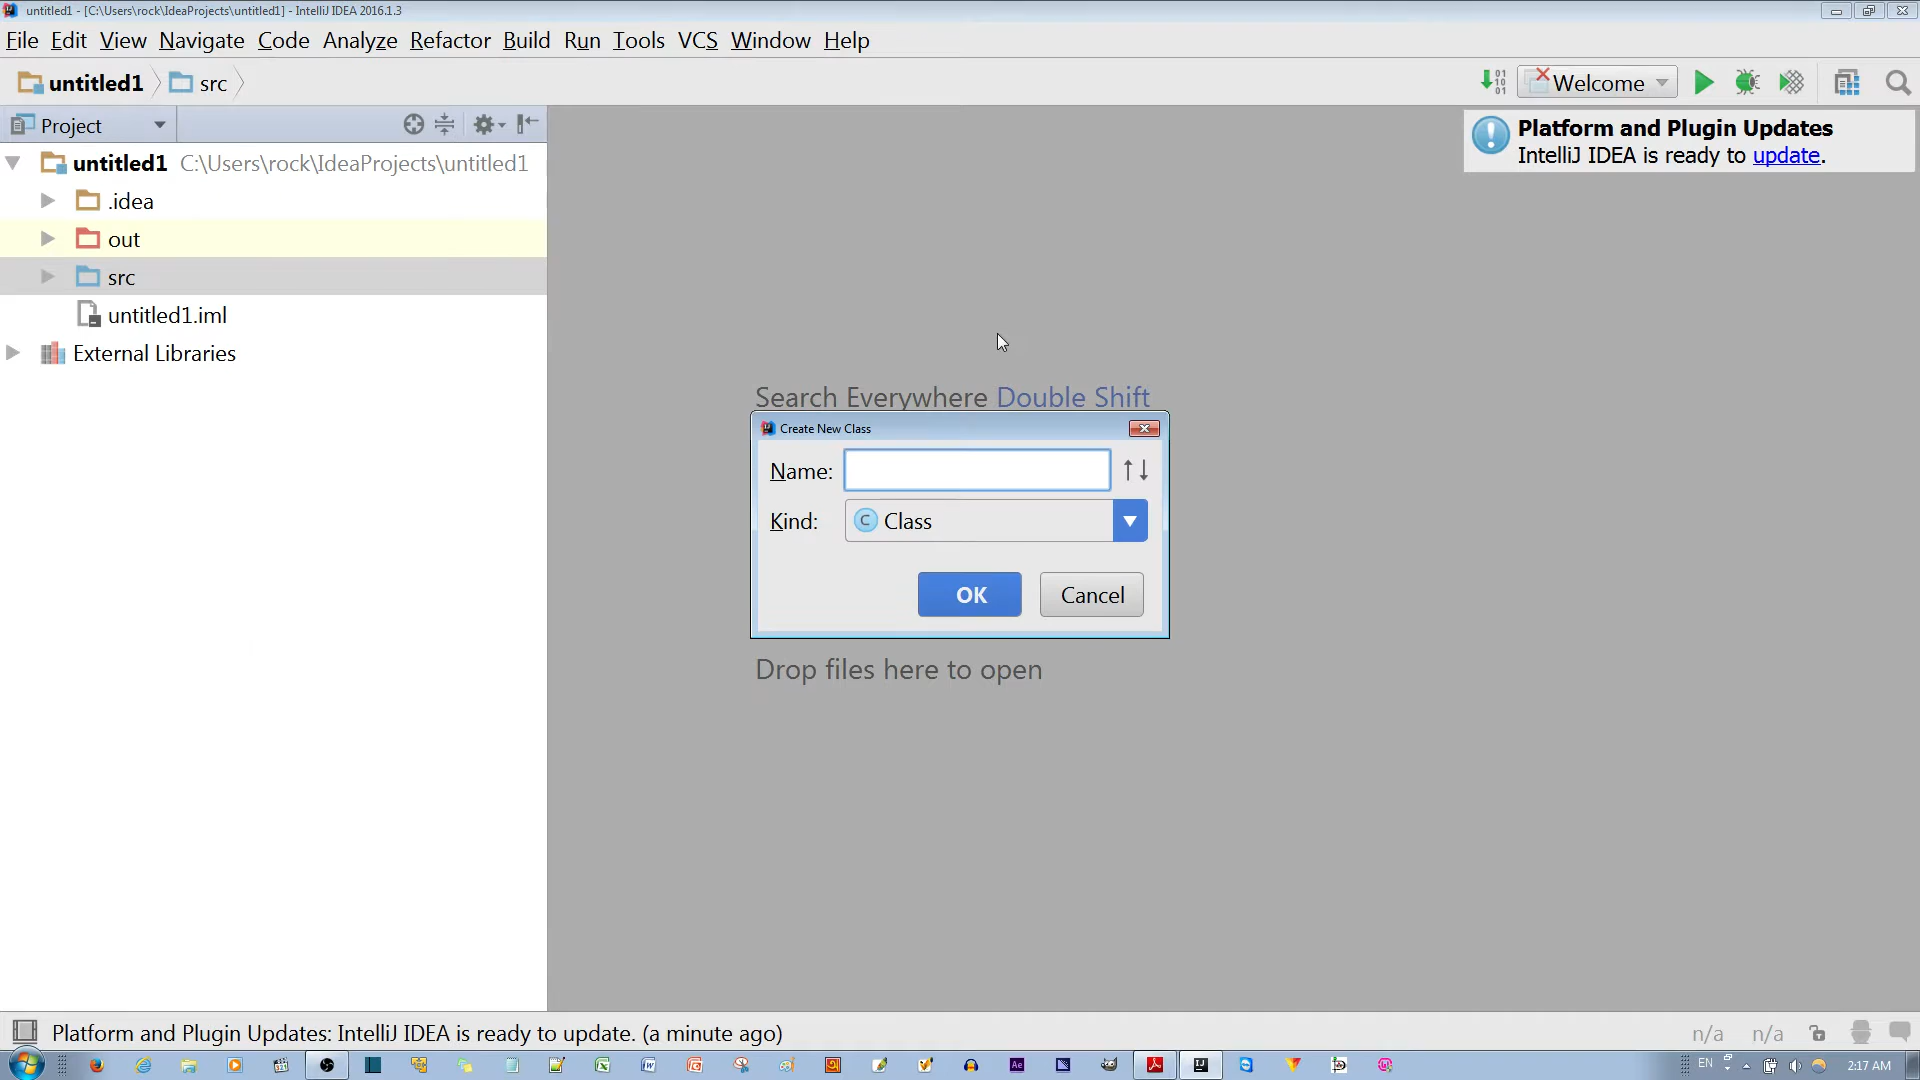 untitled1 - [C:\Users\rock\IdeaProjects\untitled1] - IntelliJ IDEA 2016.1.3
File Edit View Navigate Code Analyze Refactor Build Run Tools VCS Window Help
untitled1 src
Welcome
Project
Platform and Plugin Updates
IntelliJ IDEA is ready to update.
untitled1 C:\Users\rock\IdeaProjects\untitled1
.idea
out
src
untitled1.iml
External Libraries
Search Everywhere Double Shift
Create New Class
Name:
Kind: C Class
OK Cancel
Drop files here to open
Platform and Plugin Updates: IntelliJ IDEA is ready to update. (a minute ago)
n/a n/a
EN 2:17 AM